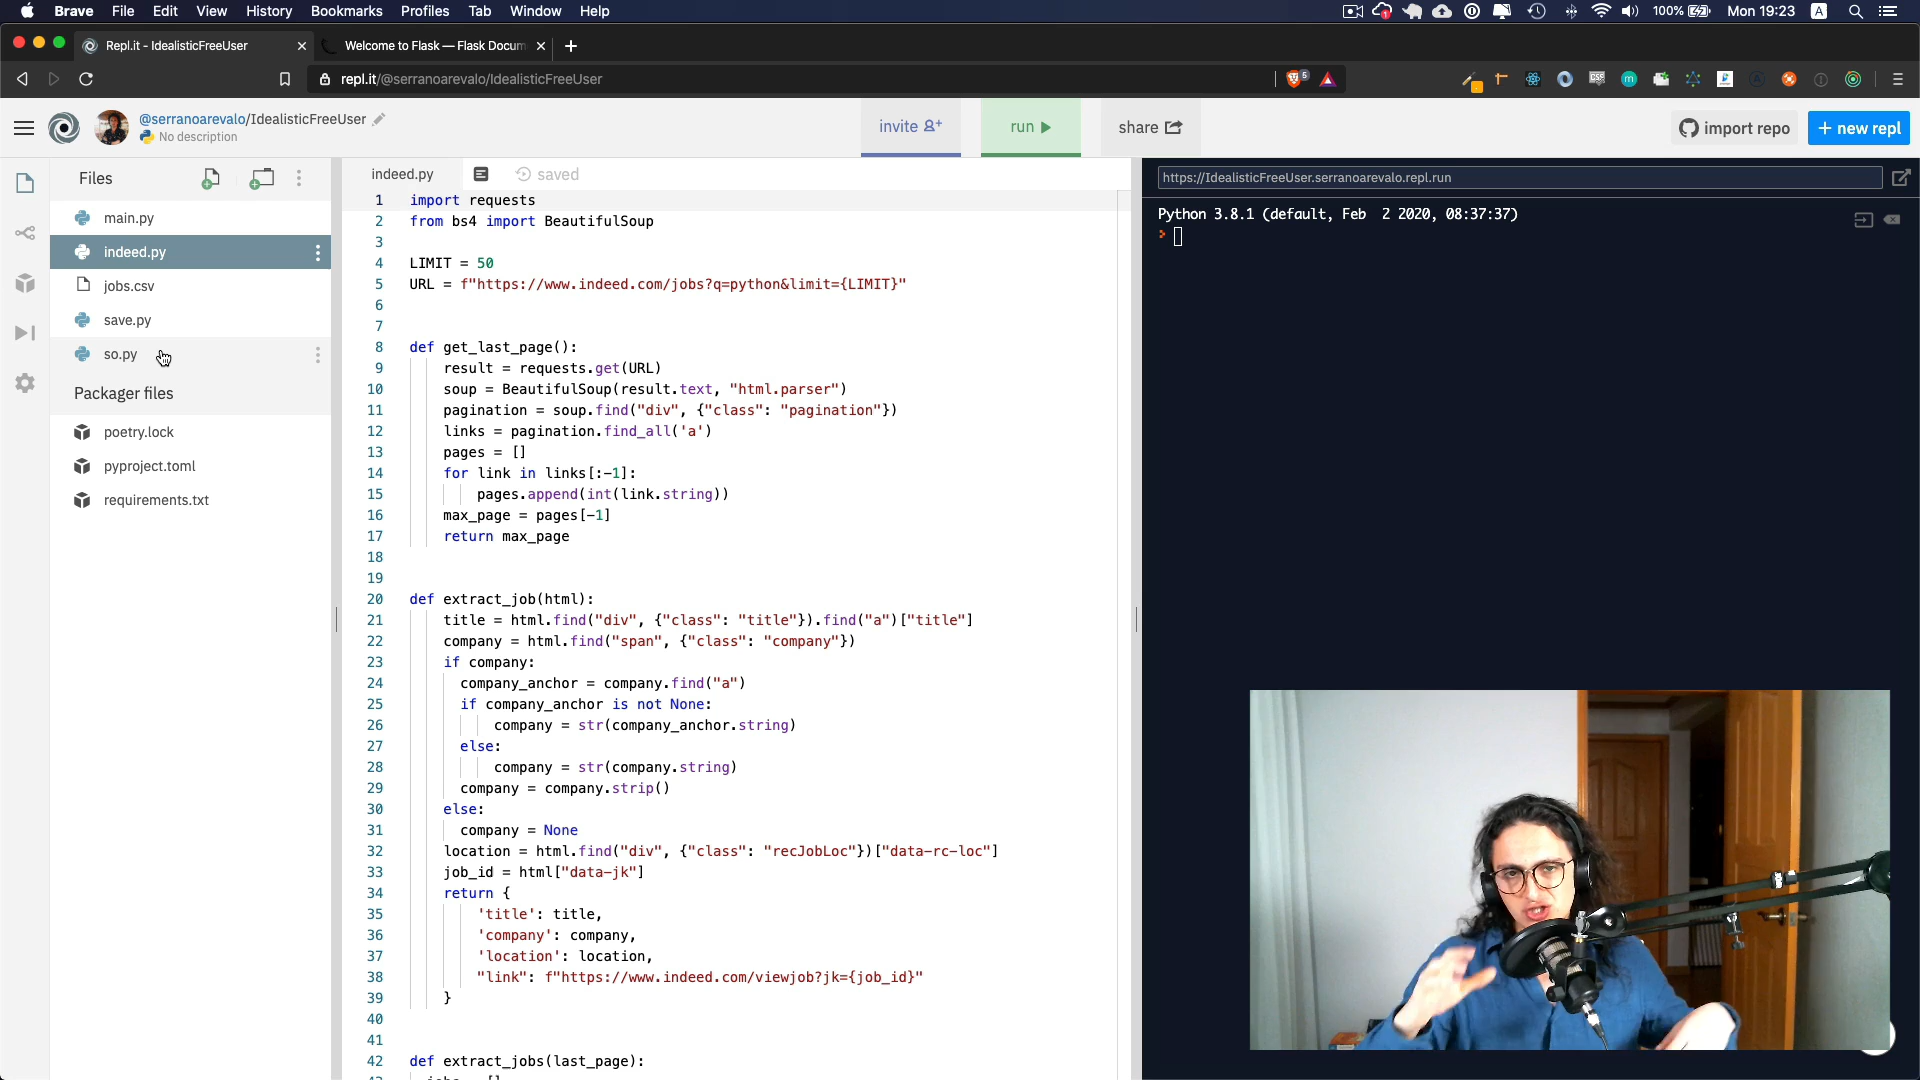 Brave File Edit View History Bookmarks Profiles Tab Window Help 100% Mon 19:23 A
Repl.it - IdealisticFreeUser × Welcome to Flask — Flask Docum × +
repl.it/@serranoarevalo/IdealisticFreeUser 5
@serranoarevalo/IdealisticFreeUser
No description
invite
run
share
import repo
+ new repl
Files
main.py
indeed.py
jobs.csv
save.py
so.py
Packager files
poetry.lock
pyproject.toml
requirements.txt
indeed.py saved
1 import requests
2 from bs4 import BeautifulSoup
3
4 LIMIT = 50
5 URL = f"https://www.indeed.com/jobs?q=python&limit={LIMIT}"
6
7
8 def get_last_page():
9 result = requests.get(URL)
10 soup = BeautifulSoup(result.text, "html.parser")
11 pagination = soup.find("div", {"class": "pagination"})
12 links = pagination.find_all('a')
13 pages = []
14 for link in links[:-1]:
15 pages.append(int(link.string))
16 max_page = pages[-1]
17 return max_page
18
19
20 def extract_job(html):
21 title = html.find("div", {"class": "title"}).find("a")["title"]
22 company = html.find("span", {"class": "company"})
23 if company:
24 company_anchor = company.find("a")
25 if company_anchor is not None:
26 company = str(company_anchor.string)
27 else:
28 company = str(company.string)
29 company = company.strip()
30 else:
31 company = None
32 location = html.find("div", {"class": "recJobLoc"})["data-rc-loc"]
33 job_id = html["data-jk"]
34 return {
35 'title': title,
36 'company': company,
37 'location': location,
38 "link": f"https://www.indeed.com/viewjob?jk={job_id}"
39 }
40
41
42 def extract_jobs(last_page):
https://IdealisticFreeUser.serranoarevalo.repl.run
Python 3.8.1 (default, Feb 2 2020, 08:37:37)